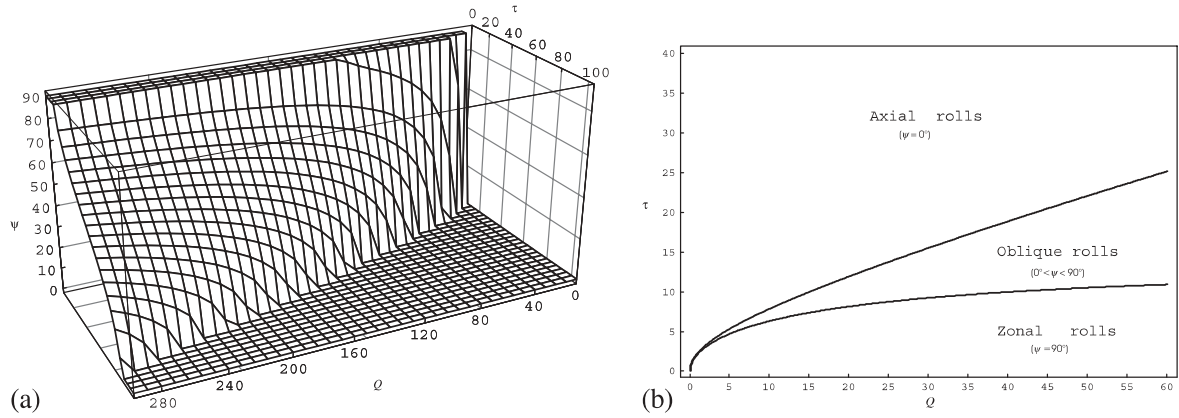 (a)
ψ
90
80
70
60
50
40
30
20
10
0
τ
0
20
40
60
80
100
280
240
200
160
120
80
40
0
Q
(b)
τ
40
35
30
25
20
15
10
5
0
Axial rolls
(ψ = 0°)
Oblique rolls
(0° < ψ < 90°)
Zonal rolls
(ψ = 90°)
0 5 10 15 20 25 30 35 40 45 50 55 60
Q